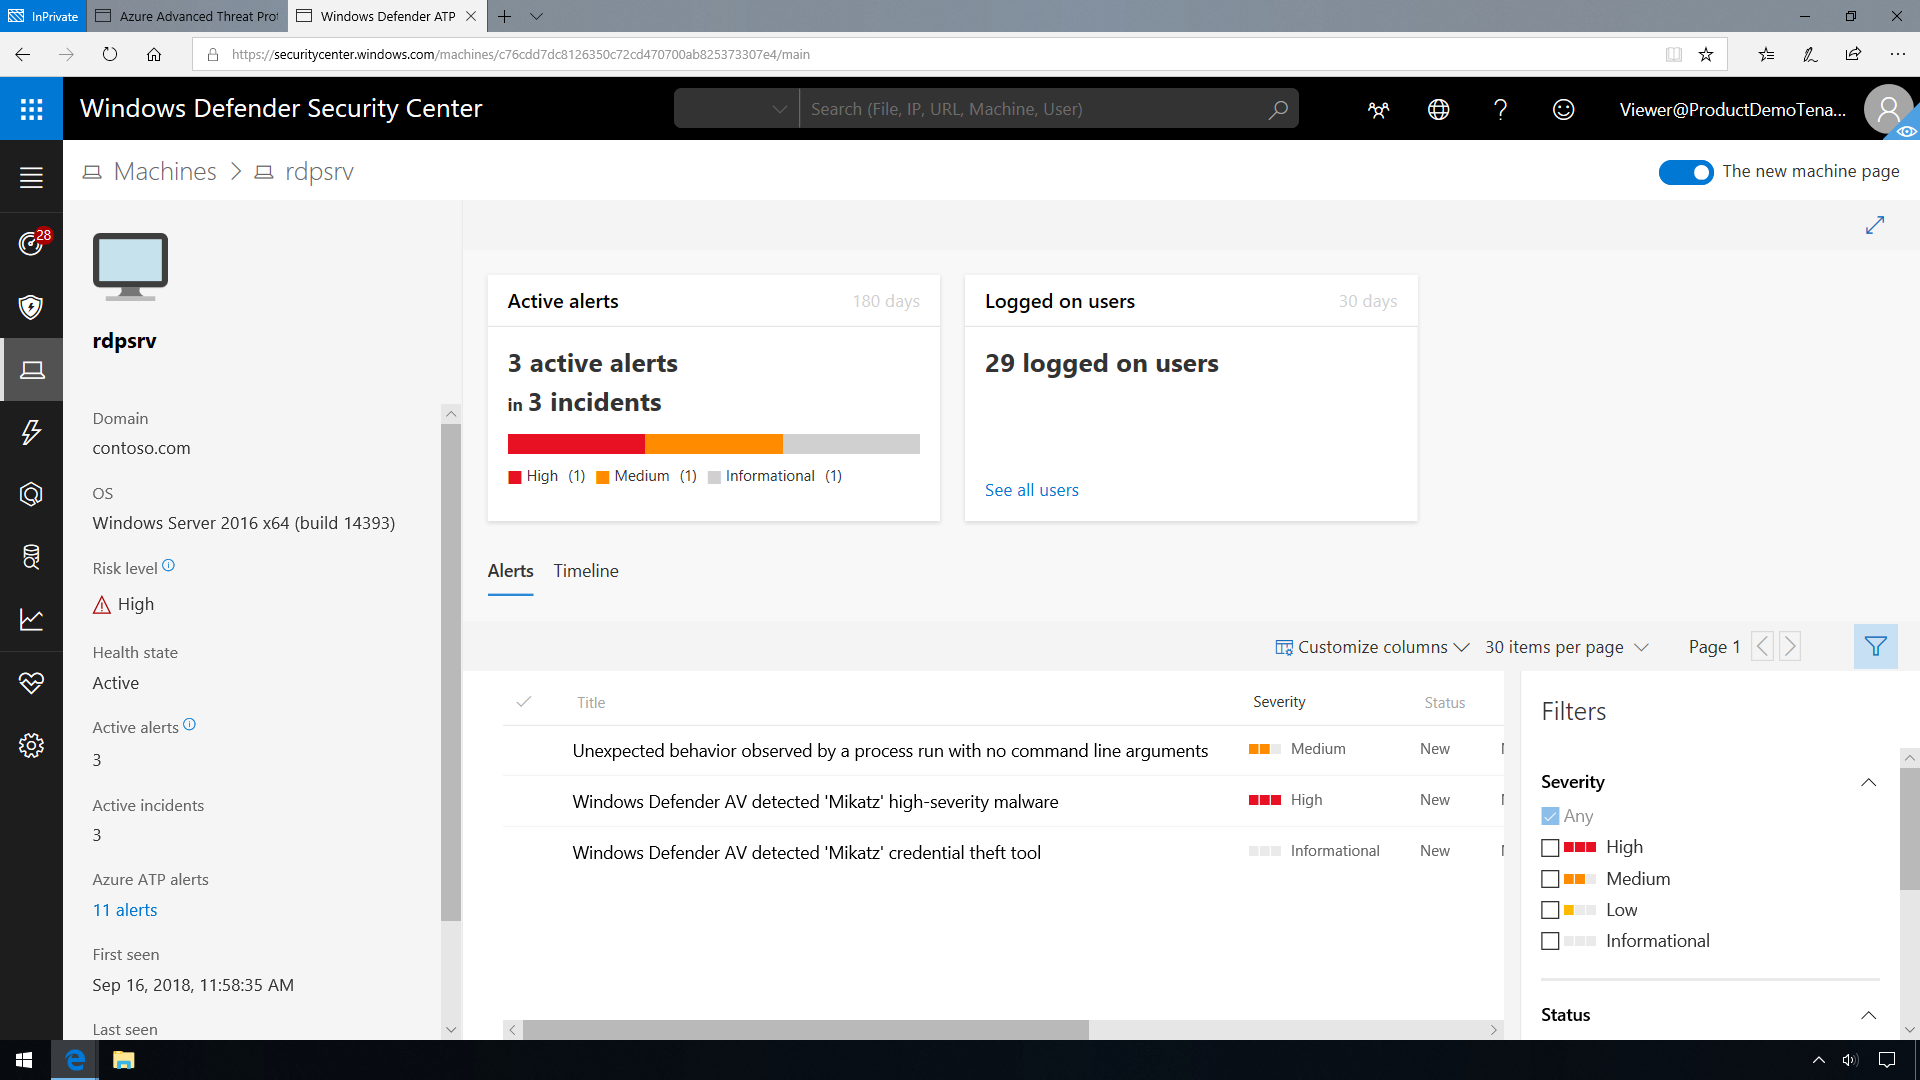 InPrivate
Azure Advanced Threat Prot
Windows Defender ATP
https://securitycenter.windows.com/machines/c76cdd7dc8126350c72cd470700ab825373307e4/main
Windows Defender Security Center
Search (File, IP, URL, Machine, User)
Viewer@ProductDemoTena...
Machines
rdpsrv
The new machine page
28
rdpsrv
Domain
contoso.com
OS
Windows Server 2016 x64 (build 14393)
Risk level
High
Health state
Active
Active alerts
3
Active incidents
3
Azure ATP alerts
11 alerts
First seen
Sep 16, 2018, 11:58:35 AM
Last seen
Active alerts
180 days
3 active alerts
in 3 incidents
High (1)
Medium (1)
Informational (1)
Logged on users
30 days
29 logged on users
See all users
Alerts
Timeline
Customize columns
30 items per page
Page 1
Title
Severity
Status
Unexpected behavior observed by a process run with no command line arguments
Medium
New
Windows Defender AV detected 'Mikatz' high-severity malware
High
New
Windows Defender AV detected 'Mikatz' credential theft tool
Informational
New
Filters
Severity
Any
High
Medium
Low
Informational
Status